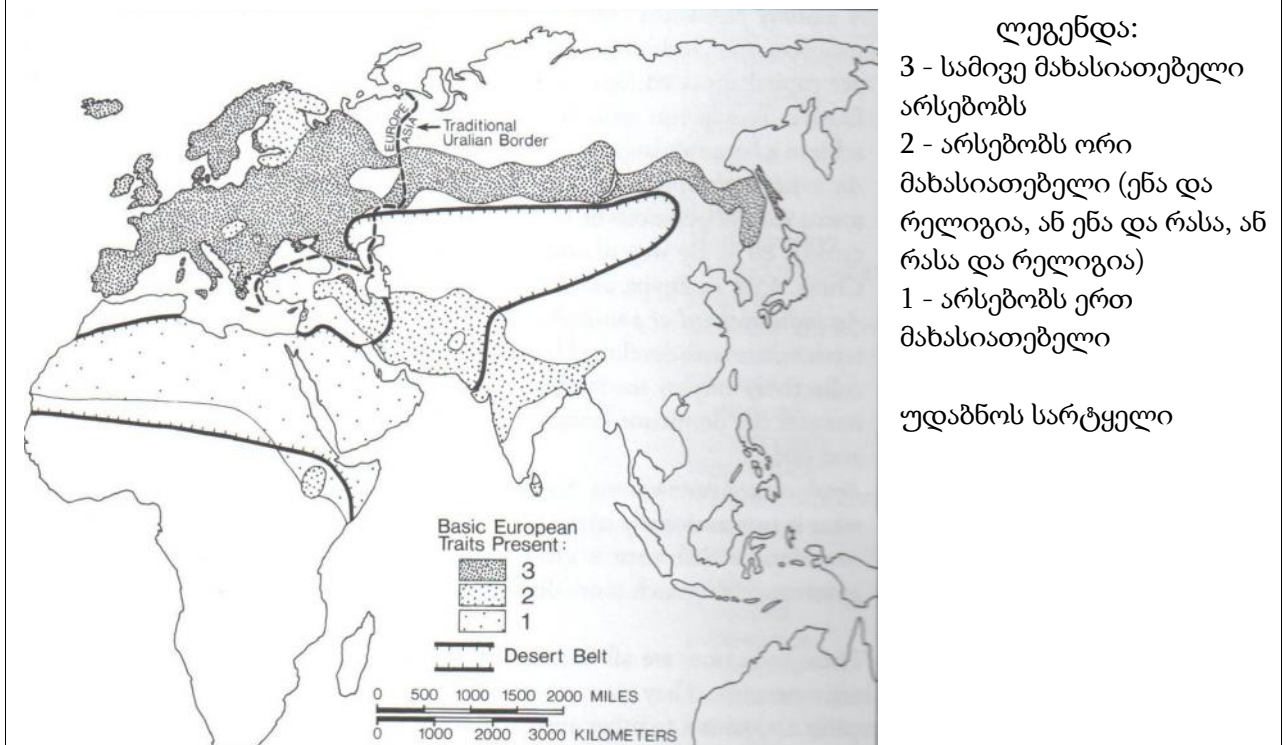 EUROPE
ASIA
Traditional
Uralian Border
Basic European
Traits Present:
3
2
1
Desert Belt
0 500 1000 1500 2000 MILES
0 1000 2000 3000 KILOMETERS
ლეგენდა:
3 - სამივე მახასიათებელი
არსებობს
2 - არსებობს ორი
მახასიათებელი (ენა და
რელიგია, ან ენა და რასა, ან
რასა და რელიგია)
1 - არსებობს ერთ
მახასიათებელი
უდაბნოს სარტყელი